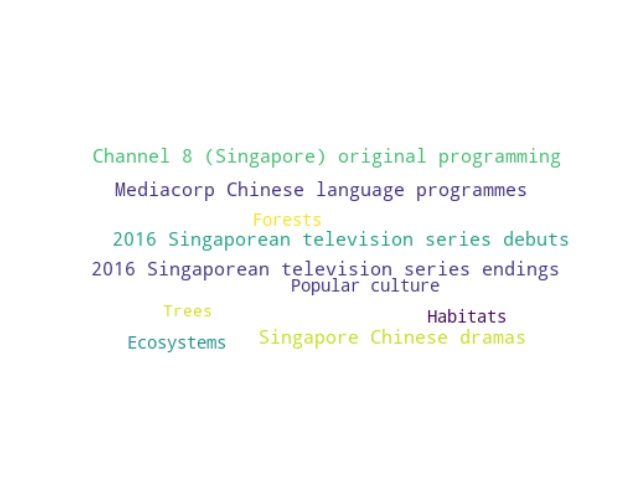 Channel 8 (Singapore) original programming
Mediacorp Chinese language programmes
Forests
2016 Singaporean television series debuts
2016 Singaporean television series endings
Popular culture
Trees
Habitats
Singapore Chinese dramas
Ecosystems